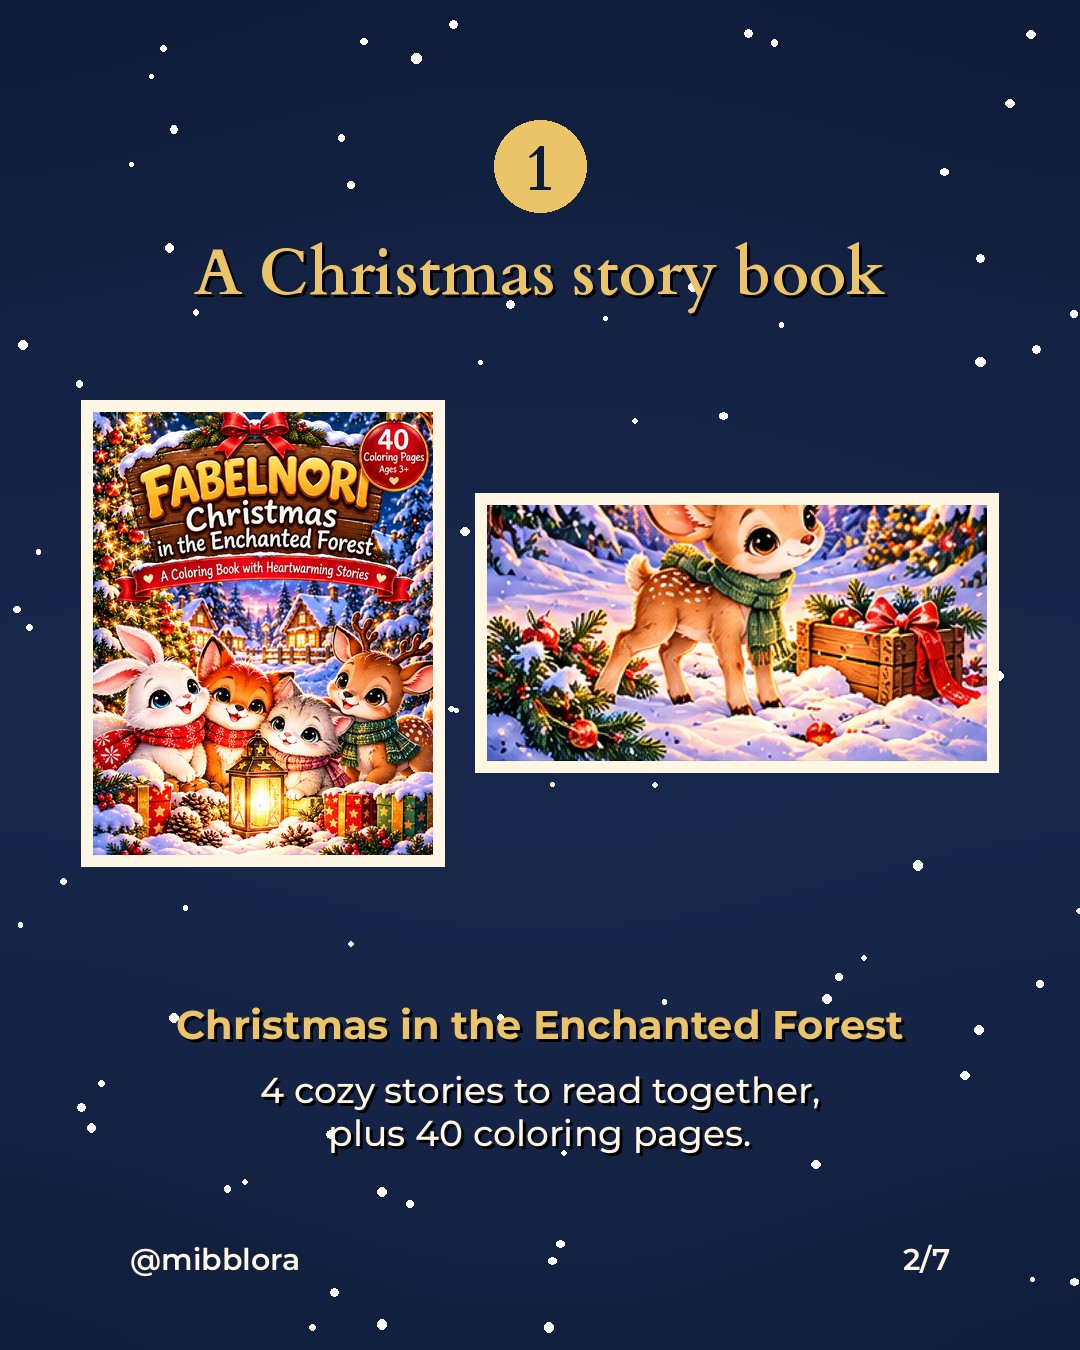 1
A Christmas story book
40
Coloring Pages
Ages 3+
FABELNORI
Christmas
in the Enchanted Forest
A Coloring Book with Heartwarming Stories
Christmas in the Enchanted Forest
4 cozy stories to read together,
plus 40 coloring pages.
@mibblora
2/7